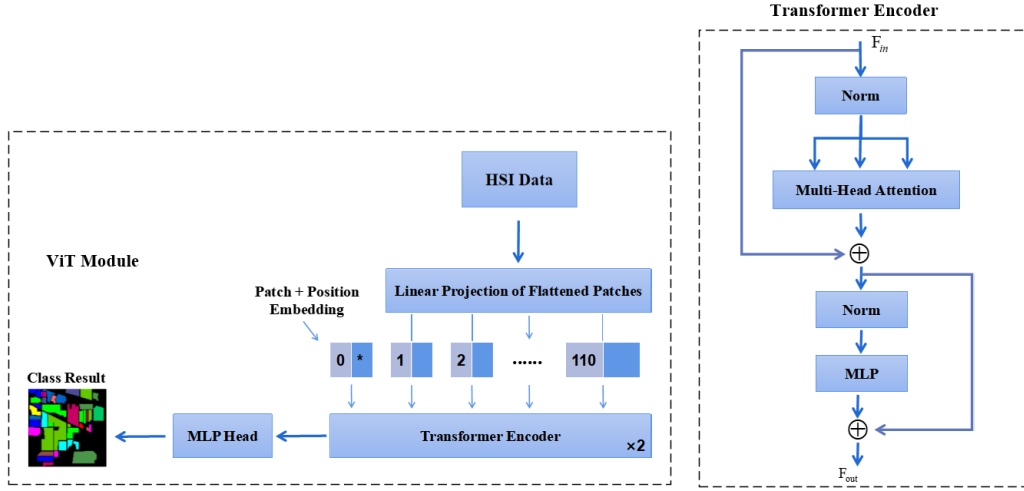 Transformer Encoder
F_in
Norm
Multi-Head Attention
Norm
MLP
F_out
HSI Data
ViT Module
Linear Projection of Flattened Patches
Patch + Position
Embedding
0 * 1 2 ...... 110
Class Result
MLP Head
Transformer Encoder
×2